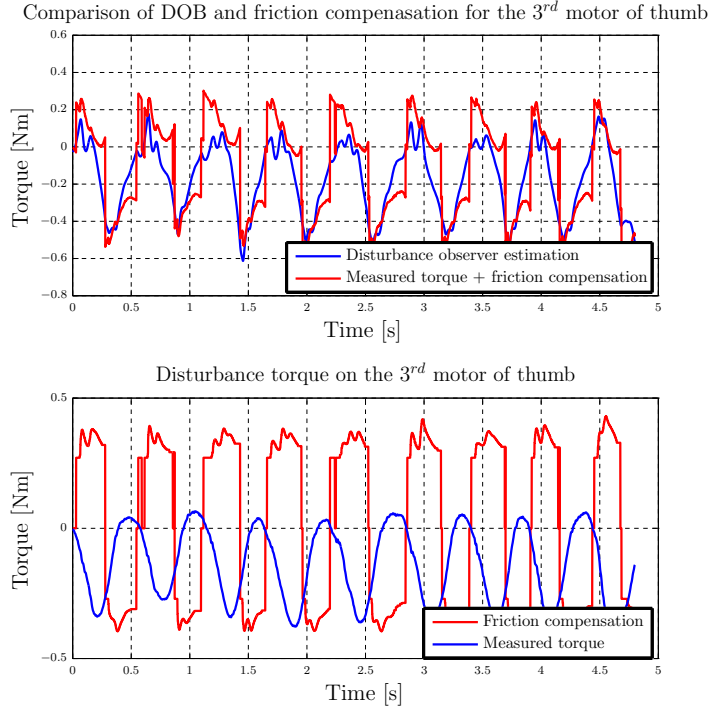 Comparison of DOB and friction compenasation for the 3rd motor of thumb
0.6
0.4
0.2
0
−0.2
−0.4
−0.6
−0.8
Torque [Nm]
Disturbance observer estimation
Measured torque + friction compensation
0 0.5 1 1.5 2 2.5 3 3.5 4 4.5 5
Time [s]
Disturbance torque on the 3rd motor of thumb
0.5
0
−0.5
Torque [Nm]
Friction compensation
Measured torque
0 0.5 1 1.5 2 2.5 3 3.5 4 4.5 5
Time [s]